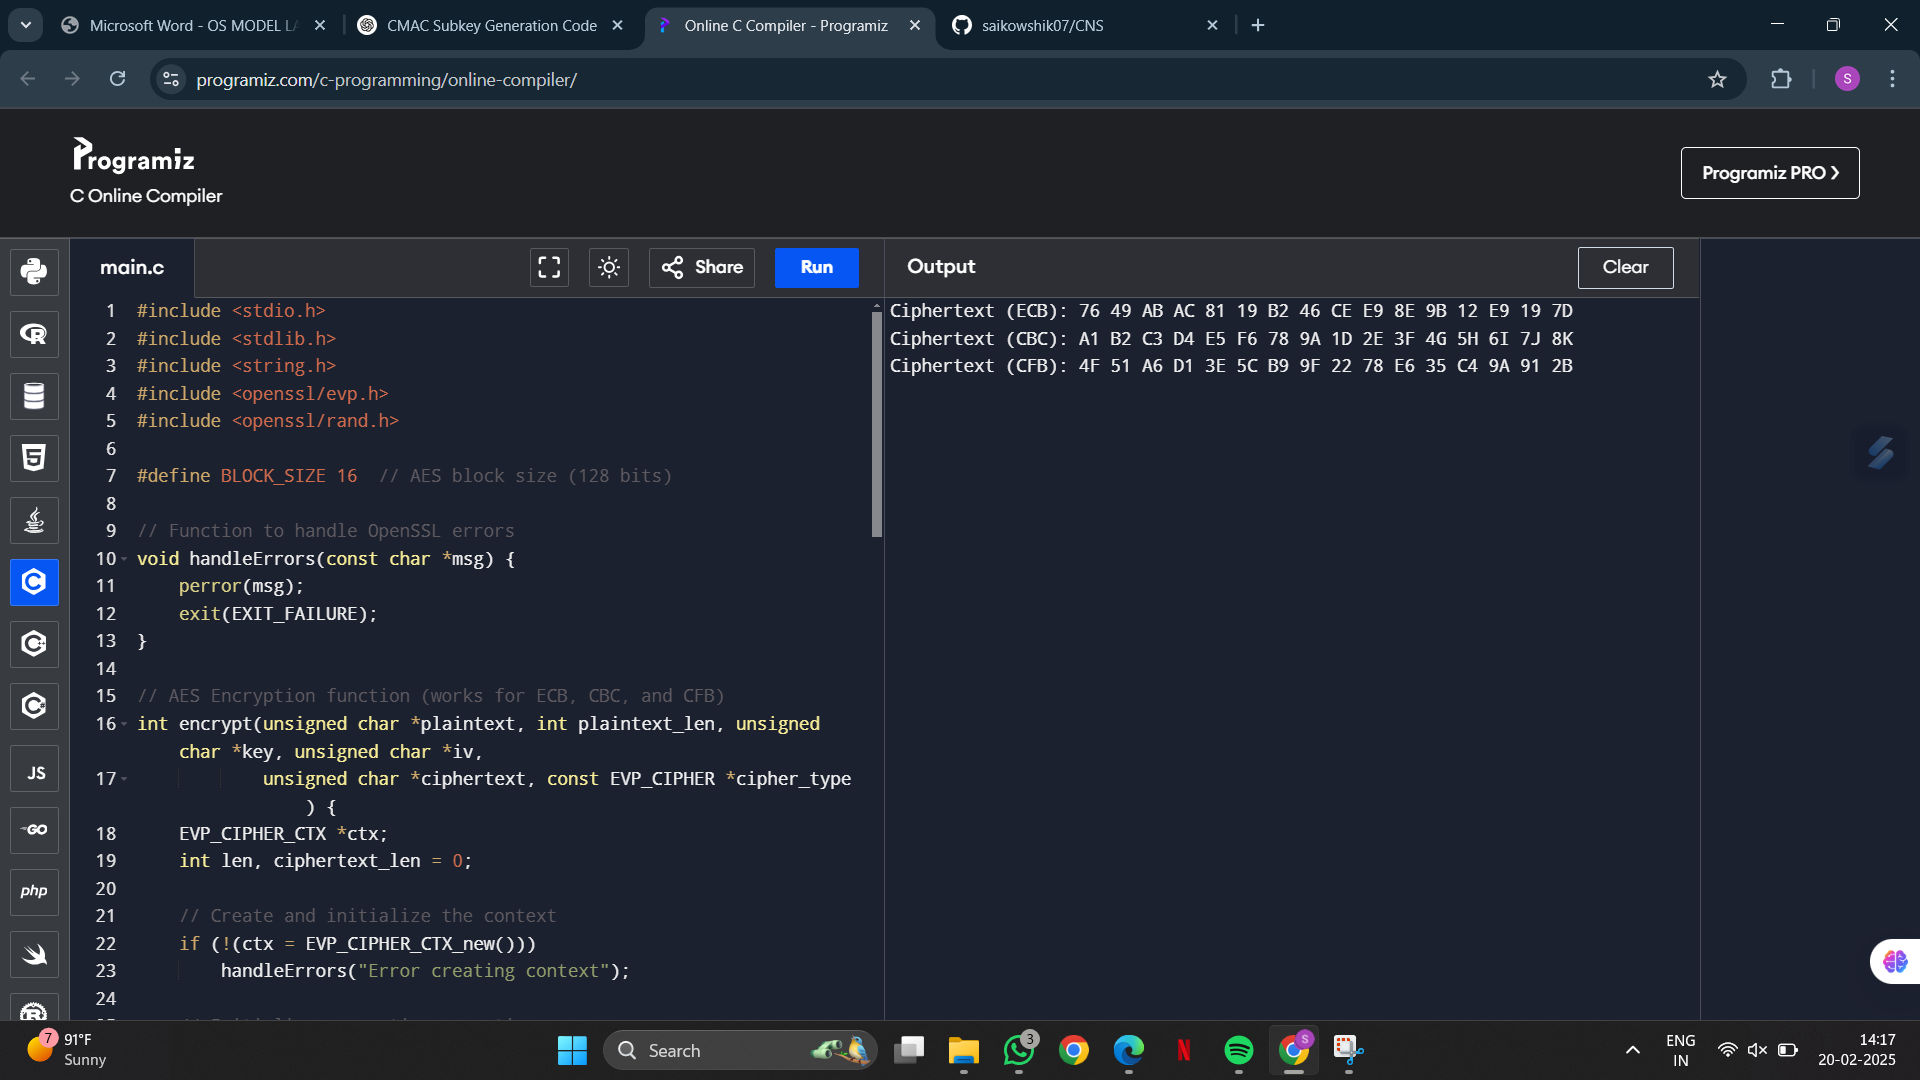 Microsoft Word - OS MODEL LA
CMAC Subkey Generation Code
Online C Compiler - Programiz
saikowshik07/CNS
programiz.com/c-programming/online-compiler/
S
Programiz
C Online Compiler
Programiz PRO ❯
main.c
Share
Run
Output
Clear
1 #include <stdio.h>
2 #include <stdlib.h>
3 #include <string.h>
4 #include <openssl/evp.h>
5 #include <openssl/rand.h>
6
7 #define BLOCK_SIZE 16  // AES block size (128 bits)
8
9 // Function to handle OpenSSL errors
10 void handleErrors(const char *msg) {
11     perror(msg);
12     exit(EXIT_FAILURE);
13 }
14
15 // AES Encryption function (works for ECB, CBC, and CFB)
16 int encrypt(unsigned char *plaintext, int plaintext_len, unsigned
char *key, unsigned char *iv,
17             unsigned char *ciphertext, const EVP_CIPHER *cipher_type
) {
18     EVP_CIPHER_CTX *ctx;
19     int len, ciphertext_len = 0;
20
21     // Create and initialize the context
22     if (!(ctx = EVP_CIPHER_CTX_new()))
23         handleErrors("Error creating context");
24
Ciphertext (ECB): 76 49 AB AC 81 19 B2 46 CE E9 8E 9B 12 E9 19 7D
Ciphertext (CBC): A1 B2 C3 D4 E5 F6 78 9A 1D 2E 3F 4G 5H 6I 7J 8K
Ciphertext (CFB): 4F 51 A6 D1 3E 5C B9 9F 22 78 E6 35 C4 9A 91 2B
JS
GO
php
7
91°F
Sunny
Search
3
N
S
ENG
IN
14:17
20-02-2025